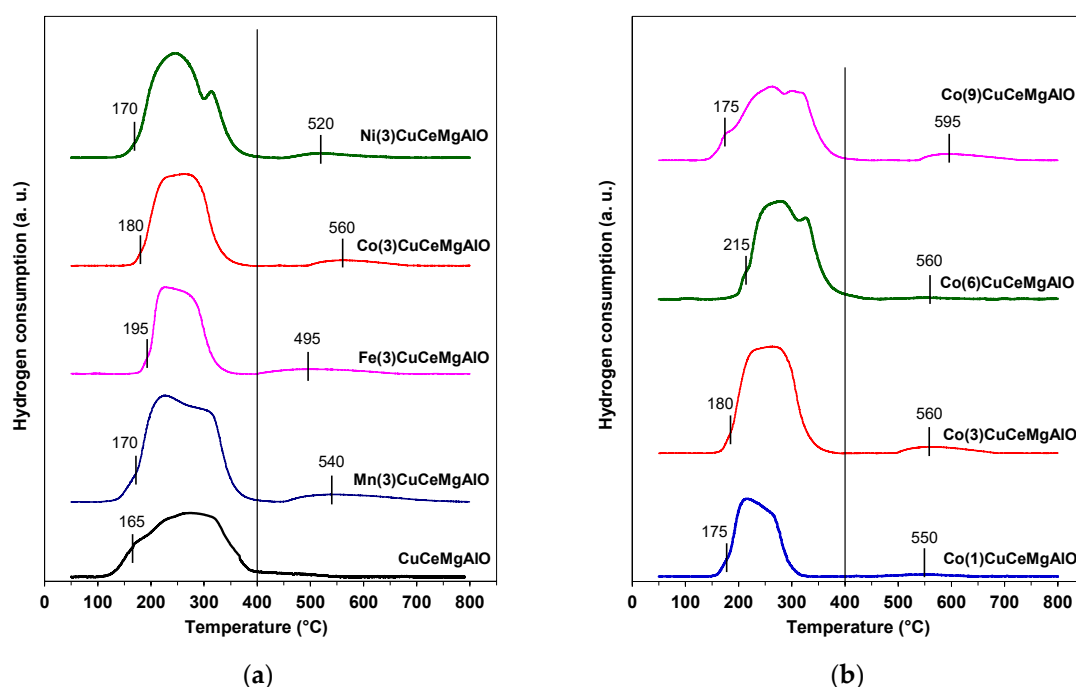 Hydrogen consumption (a. u.)
170
520
Ni(3)CuCeMgAlO
180
560
Co(3)CuCeMgAlO
195
495
Fe(3)CuCeMgAlO
170
540
Mn(3)CuCeMgAlO
165
CuCeMgAlO
0 100 200 300 400 500 600 700 800
Temperature (°C)
(a)
Hydrogen consumption (a. u.)
175
Co(9)CuCeMgAlO
595
215
Co(6)CuCeMgAlO
560
180
Co(3)CuCeMgAlO
560
175
550
Co(1)CuCeMgAlO
0 100 200 300 400 500 600 700 800
Temperature (°C)
(b)